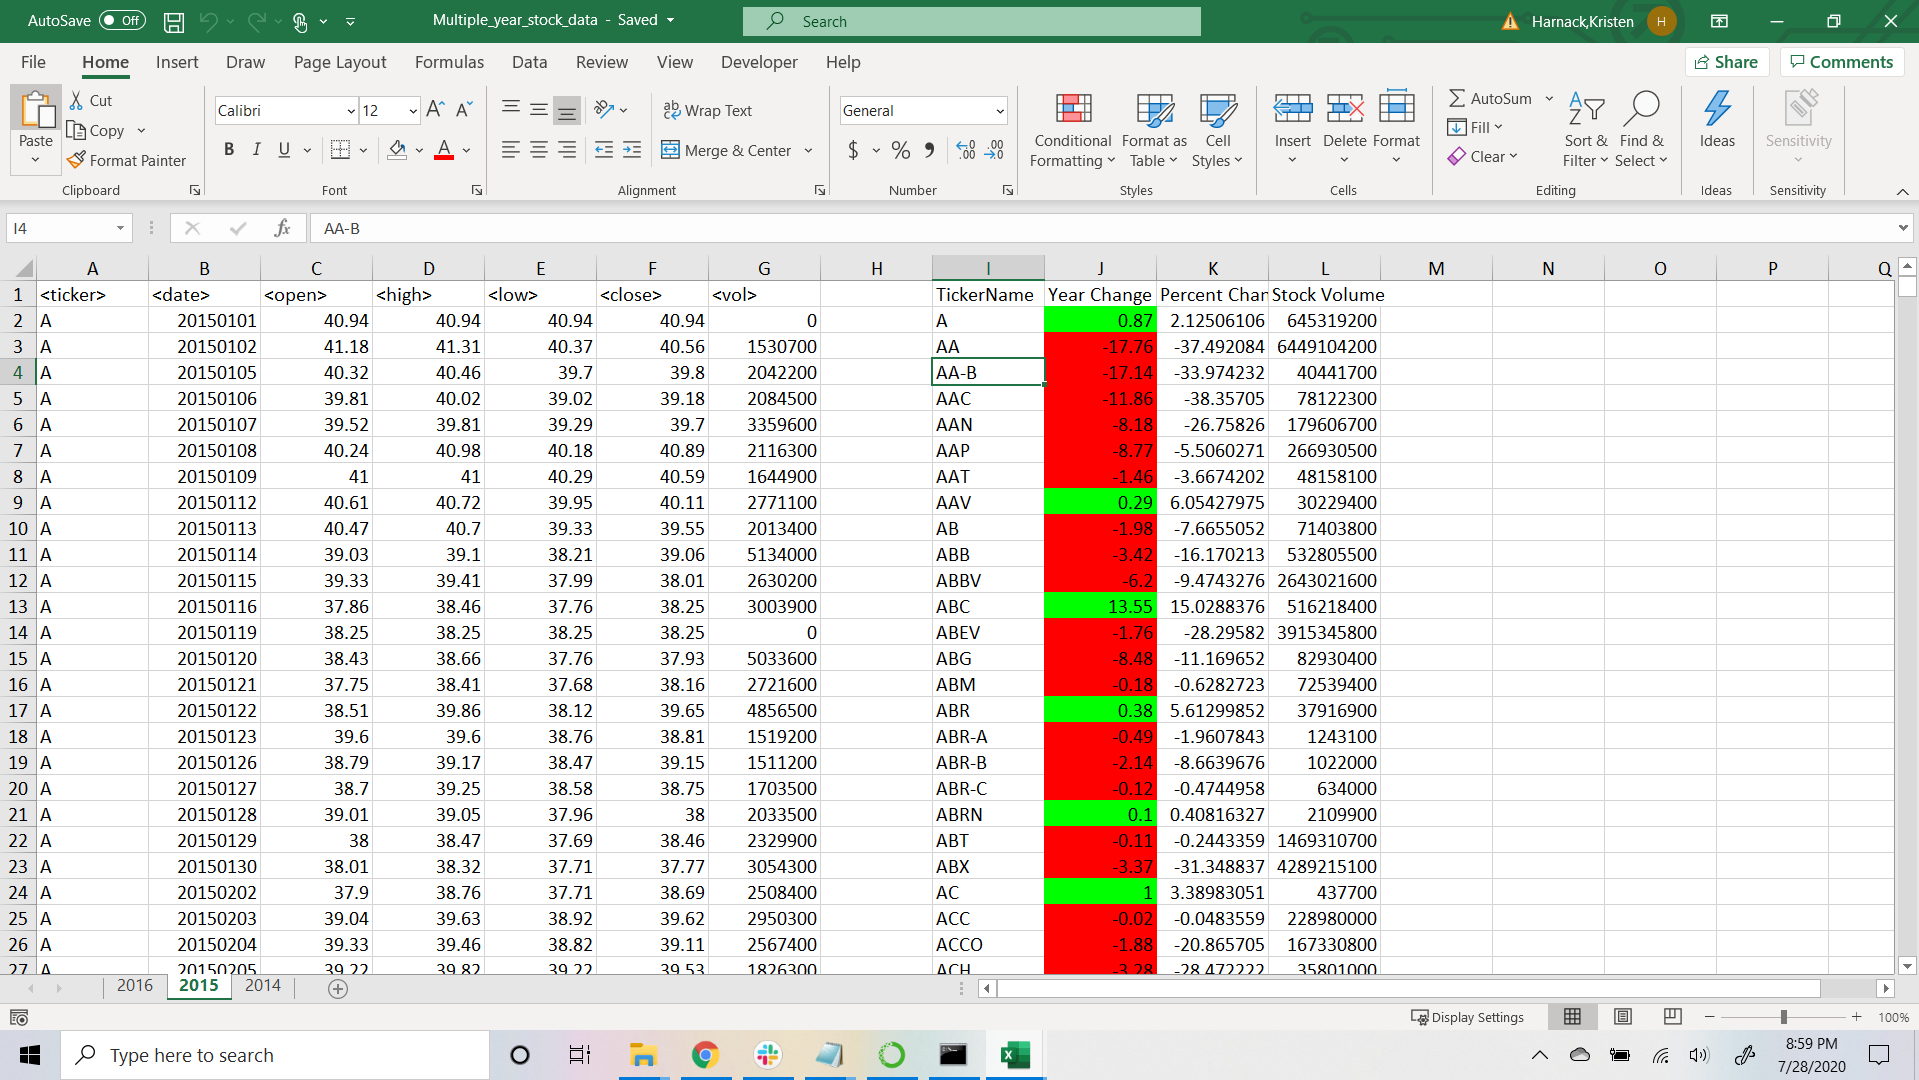 AutoSave Off Multiple_year_stock_data - Saved Search Harnack,Kristen H
File Home Insert Draw Page Layout Formulas Data Review View Developer Help Share Comments
Paste Cut Copy Format Painter Clipboard
Calibri 12 A A B I U A Font
ab Wrap Text Merge & Center Alignment
General $ % 9 Number
Conditional Formatting Format as Table Cell Styles Styles
Insert Delete Format Cells
AutoSum Fill Clear Sort & Filter Find & Select Editing
Ideas Ideas
Sensitivity Sensitivity
I4 fx AA-B
A B C D E F G H I J K L M N O P Q
1 <ticker> <date> <open> <high> <low> <close> <vol> TickerName Year Change Percent Chan Stock Volume
2 A 20150101 40.94 40.94 40.94 40.94 0 A 0.87 2.12506106 645319200
3 A 20150102 41.18 41.31 40.37 40.56 1530700 AA -17.76 -37.492084 6449104200
4 A 20150105 40.32 40.46 39.7 39.8 2042200 AA-B -17.14 -33.974232 40441700
5 A 20150106 39.81 40.02 39.02 39.18 2084500 AAC -11.86 -38.35705 78122300
6 A 20150107 39.52 39.81 39.29 39.7 3359600 AAN -8.18 -26.75826 179606700
7 A 20150108 40.24 40.98 40.18 40.89 2116300 AAP -8.77 -5.5060271 266930500
8 A 20150109 41 41 40.29 40.59 1644900 AAT -1.46 -3.6674202 48158100
9 A 20150112 40.61 40.72 39.95 40.11 2771100 AAV 0.29 6.05427975 30229400
10 A 20150113 40.47 40.7 39.33 39.55 2013400 AB -1.98 -7.6655052 71403800
11 A 20150114 39.03 39.1 38.21 39.06 5134000 ABB -3.42 -16.170213 532805500
12 A 20150115 39.33 39.41 37.99 38.01 2630200 ABBV -6.2 -9.4743276 2643021600
13 A 20150116 37.86 38.46 37.76 38.25 3003900 ABC 13.55 15.0288376 516218400
14 A 20150119 38.25 38.25 38.25 38.25 0 ABEV -1.76 -28.29582 3915345800
15 A 20150120 38.43 38.66 37.76 37.93 5033600 ABG -8.48 -11.169652 82930400
16 A 20150121 37.75 38.41 37.68 38.16 2721600 ABM -0.18 -0.6282723 72539400
17 A 20150122 38.51 39.86 38.12 39.65 4856500 ABR 0.38 5.61299852 37916900
18 A 20150123 39.6 39.6 38.76 38.81 1519200 ABR-A -0.49 -1.9607843 1243100
19 A 20150126 38.79 39.17 38.47 39.15 1511200 ABR-B -2.14 -8.6639676 1022000
20 A 20150127 38.7 39.25 38.58 38.75 1703500 ABR-C -0.12 -0.4744958 634000
21 A 20150128 39.01 39.05 37.96 38 2033500 ABRN 0.1 0.40816327 2109900
22 A 20150129 38 38.47 37.69 38.46 2329900 ABT -0.11 -0.2443359 1469310700
23 A 20150130 38.01 38.32 37.71 37.77 3054300 ABX -3.37 -31.348837 4289215100
24 A 20150202 37.9 38.76 37.71 38.69 2508400 AC 1 3.38983051 437700
25 A 20150203 39.04 39.63 38.92 39.62 2950300 ACC -0.02 -0.0483559 228980000
26 A 20150204 39.33 39.46 38.82 39.11 2567400 ACCO -1.88 -20.865705 167330800
27 A 20150205 39.22 39.82 39.22 39.53 1826300 ACH -3.28 -28.472222 35801000
2016 2015 2014
Display Settings 100%
Type here to search 8:59 PM
7/28/2020